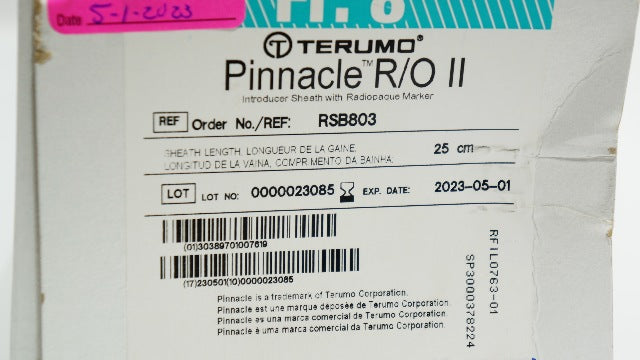 Date 5-1-2023
Fr. 8
TERUMO®
Pinnacle™ R/O II
Introducer Sheath with Radiopaque Marker
REF Order No./REF: RSB803
SHEATH LENGTH, LONGUEUR DE LA GAINE, 25 cm
LONGITUD DE LA VAINA, COMPRIMENTO DA BAINHA:
LOT LOT NO: 0000023085 EXP. DATE: 2023-05-01
(01)30389701007619
(17)230501(10)0000023085
Pinnacle is a trademark of Terumo Corporation.
Pinnacle est une marque déposée de Terumo Corporation.
Pinnacle es una marca comercial de Terumo Corporation.
Pinnacle é uma marca comercial da Terumo Corporation.
RFIL0763-01
SP3000378224